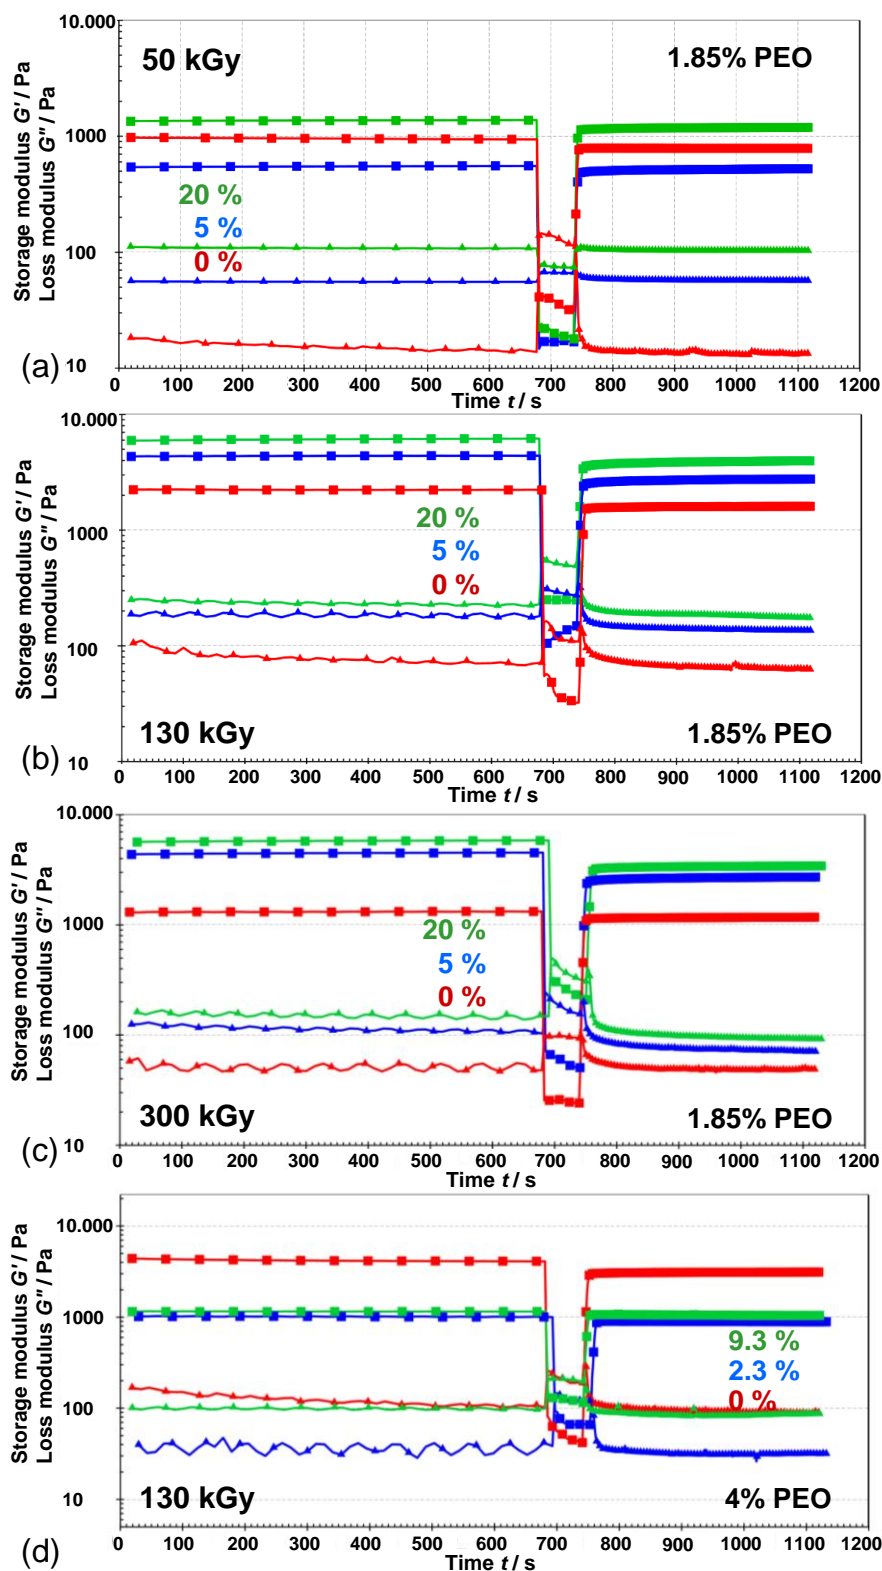 10.000
50 kGy
1.85% PEO
Storage modulus G' / Pa
Loss modulus G'' / Pa
1000
20 %
5 %
0 %
100
10
(a)
0 100 200 300 400 500 600 700 800 900 1000 1100 1200
Time t / s
10.000
Storage modulus G' / Pa
Loss modulus G'' / Pa
1000
20 %
5 %
0 %
100
130 kGy
1.85% PEO
10
(b)
0 100 200 300 400 500 600 700 800 900 1000 1100 1200
Time t / s
10.000
Storage modulus G' / Pa
Loss modulus G'' / Pa
1000
20 %
5 %
0 %
100
300 kGy
1.85% PEO
10
(c)
0 100 200 300 400 500 600 700 800 900 1000 1100 1200
Time t / s
10.000
Storage modulus G' / Pa
Loss modulus G'' / Pa
1000
9.3 %
2.3 %
0 %
100
10
130 kGy
4% PEO
(d)
0 100 200 300 400 500 600 700 800 900 1000 1100 1200
Time t / s